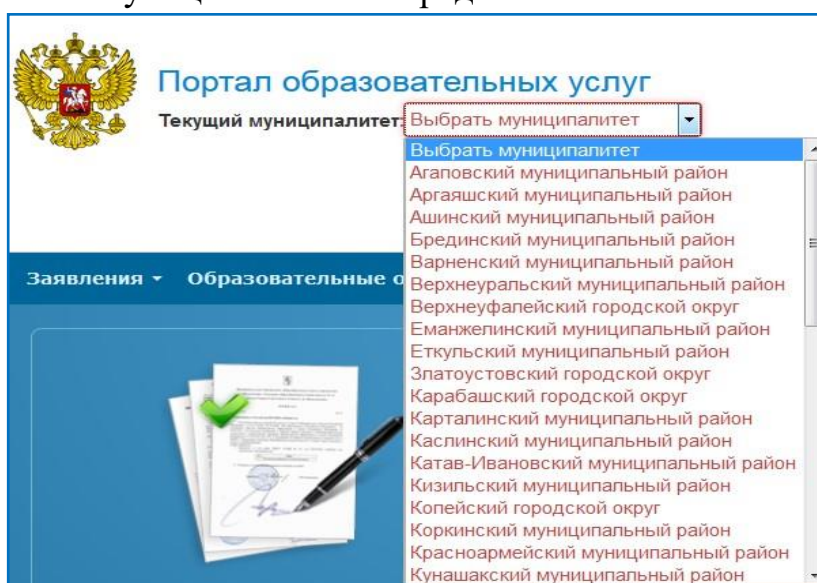 Портал образовательных услуг
Текущий муниципалитет: Выбрать муниципалитет
Выбрать муниципалитет
Агаповский муниципальный район
Аргаяшский муниципальный район
Ашинский муниципальный район
Брединский муниципальный район
Варненский муниципальный район
Верхнеуральский муниципальный район
Верхнеуфалейский городской округ
Еманжелинский муниципальный район
Еткульский муниципальный район
Златоустовский городской округ
Карабашский городской округ
Карталинский муниципальный район
Каслинский муниципальный район
Катав-Ивановский муниципальный район
Кизильский муниципальный район
Копейский городской округ
Коркинский муниципальный район
Красноармейский муниципальный район
Кунашакский муниципальный район
Заявления Образовательные о